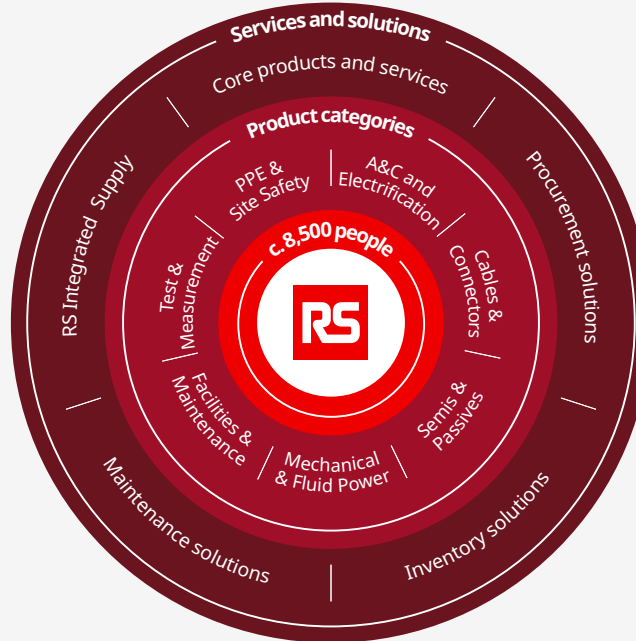 Services and solutions
Core products and services
Procurement solutions
Inventory solutions
Maintenance solutions
RS Integrated Supply
Product categories
A&C and
Electrification
Cables &
Connectors
Semis &
Passives
Mechanical
& Fluid Power
Facilities &
Maintenance
Test &
Measurement
PPE &
Site Safety
c. 8,500 people
RS